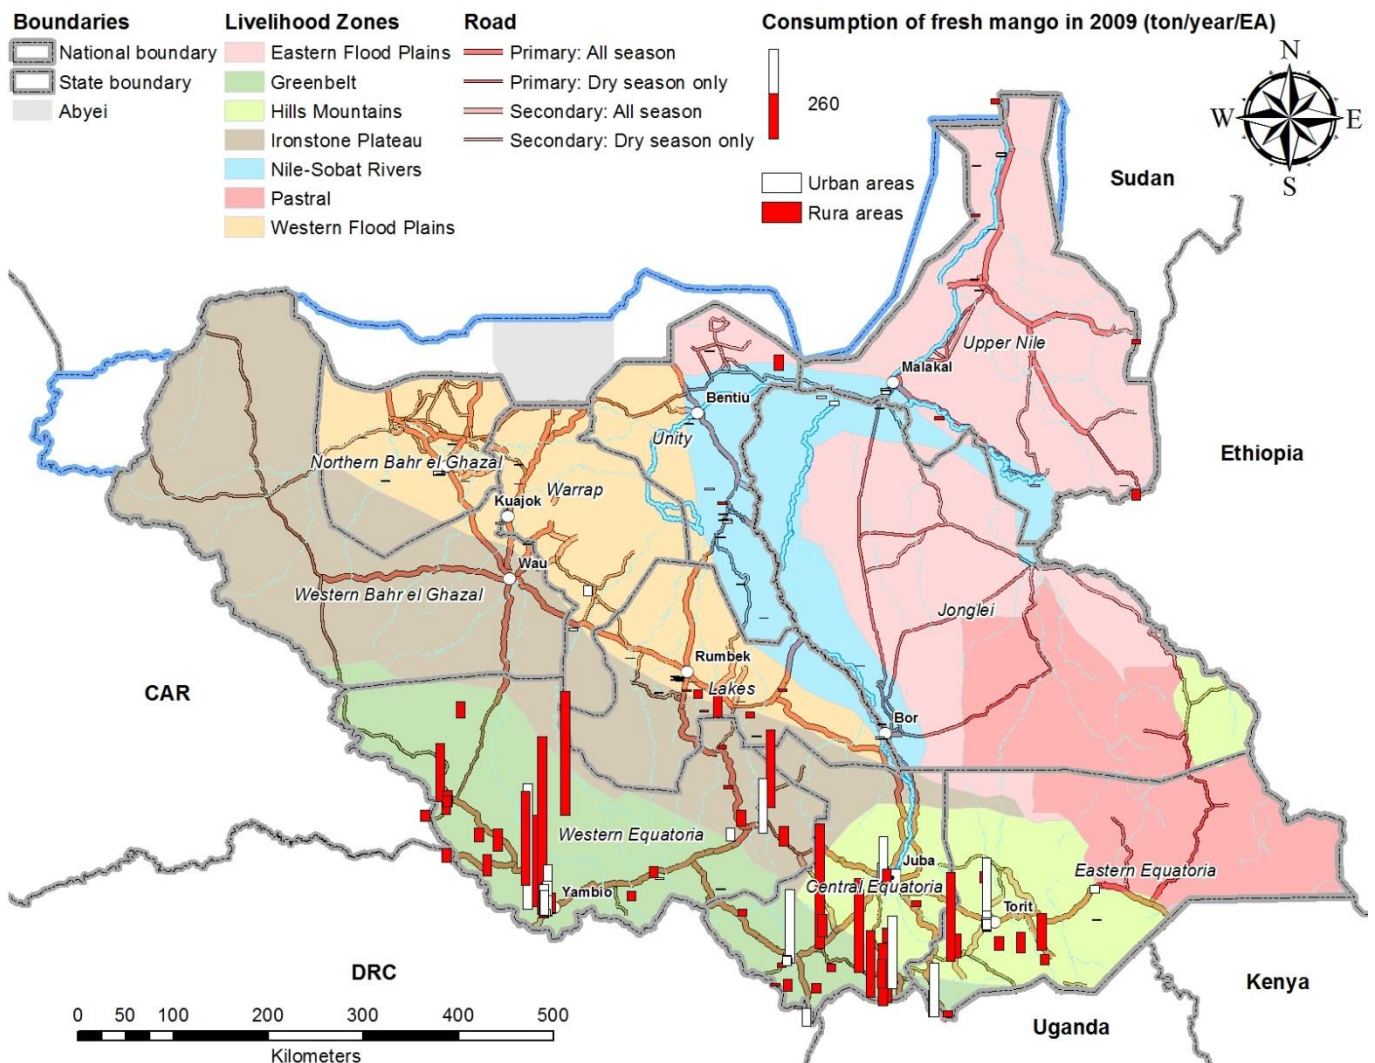 Boundaries
National boundary
State boundary
Abyei
Livelihood Zones
Eastern Flood Plains
Greenbelt
Hills Mountains
Ironstone Plateau
Nile-Sobat Rivers
Pastral
Western Flood Plains
Road
Primary: All season
Primary: Dry season only
Secondary: All season
Secondary: Dry season only
Consumption of fresh mango in 2009 (ton/year/EA)
260
Urban areas
Rura areas
N
W E
S
Sudan
Upper Nile
Malakal
Bentiu
Unity
Ethiopia
Northern Bahr el Ghazal
Warrap
Kuajok
Wau
Western Bahr el Ghazal
Jonglei
Rumbek
Lakes
CAR
Bor
Western Equatoria
Juba
Eastern Equatoria
Central Equatoria
Yambio
Torit
DRC
Kenya
Uganda
0 50 100 200 300 400 500
Kilometers